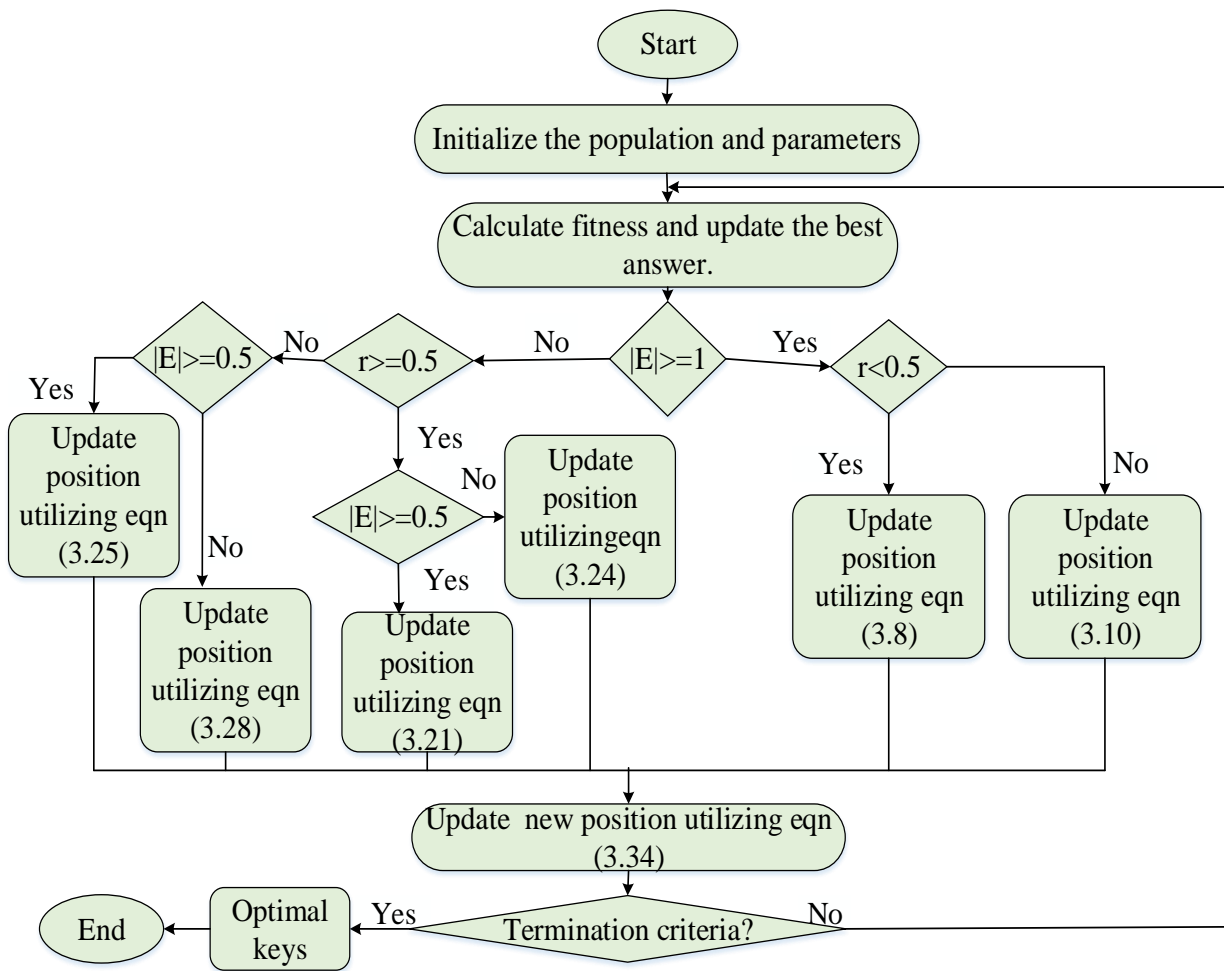 Start
Initialize the population and parameters
Calculate fitness and update the best
answer.
|E|>=0.5
No
r>=0.5
No
|E|>=1
Yes
r<0.5
Yes
Update
position
utilizing eqn
(3.25)
No
Update
position
utilizing eqn
(3.28)
Yes
|E|>=0.5
No
Update
position
utilizingeqn
(3.24)
Yes
Update
position
utilizing eqn
(3.21)
Yes
Update
position
utilizing eqn
(3.8)
No
Update
position
utilizing eqn
(3.10)
Update  new position utilizing eqn
(3.34)
Termination criteria?
No
Yes
Optimal
keys
End